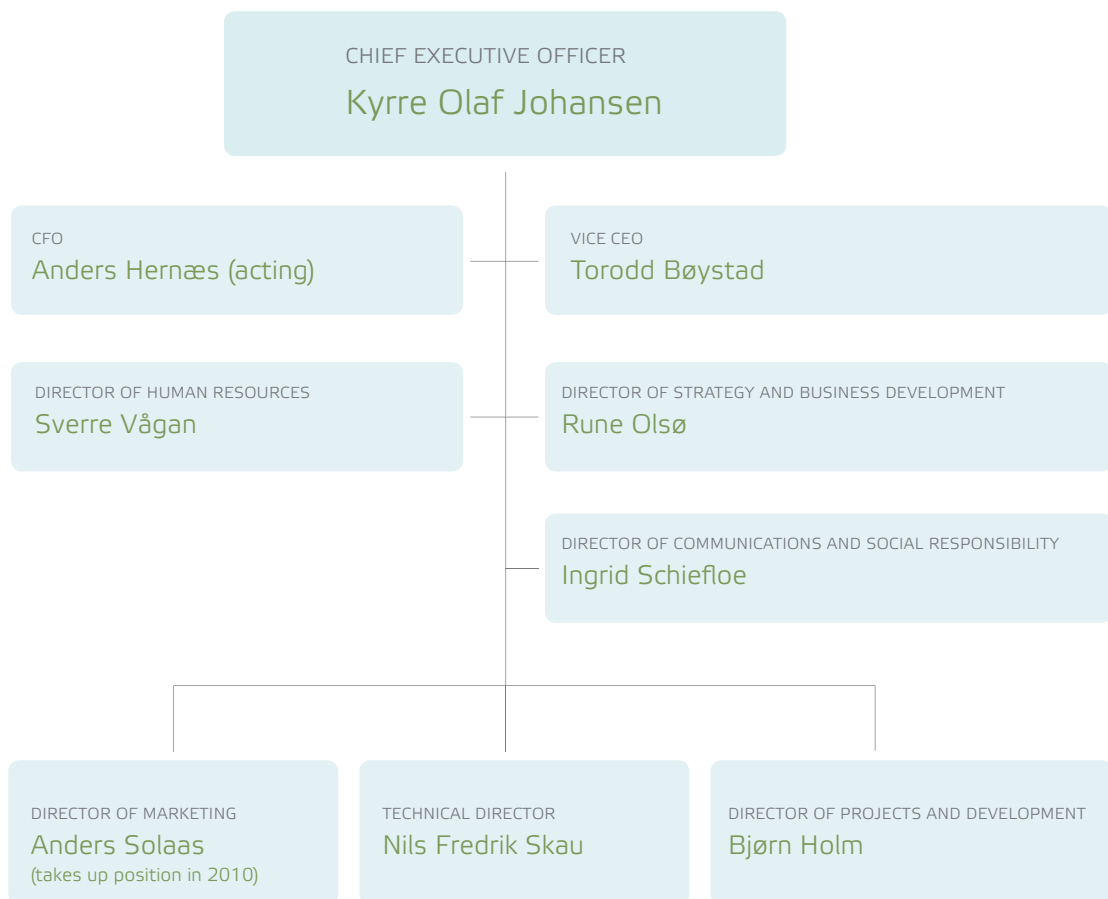 CHIEF EXECUTIVE OFFICER
Kyrre Olaf Johansen
CFO
Anders Hernæs (acting)
VICE CEO
Torodd Bøystad
DIRECTOR OF HUMAN RESOURCES
Sverre Vågan
DIRECTOR OF STRATEGY AND BUSINESS DEVELOPMENT
Rune Olsø
DIRECTOR OF COMMUNICATIONS AND SOCIAL RESPONSIBILITY
Ingrid Schiefloe
DIRECTOR OF MARKETING
Anders Solaas
(takes up position in 2010)
TECHNICAL DIRECTOR
Nils Fredrik Skau
DIRECTOR OF PROJECTS AND DEVELOPMENT
Bjørn Holm